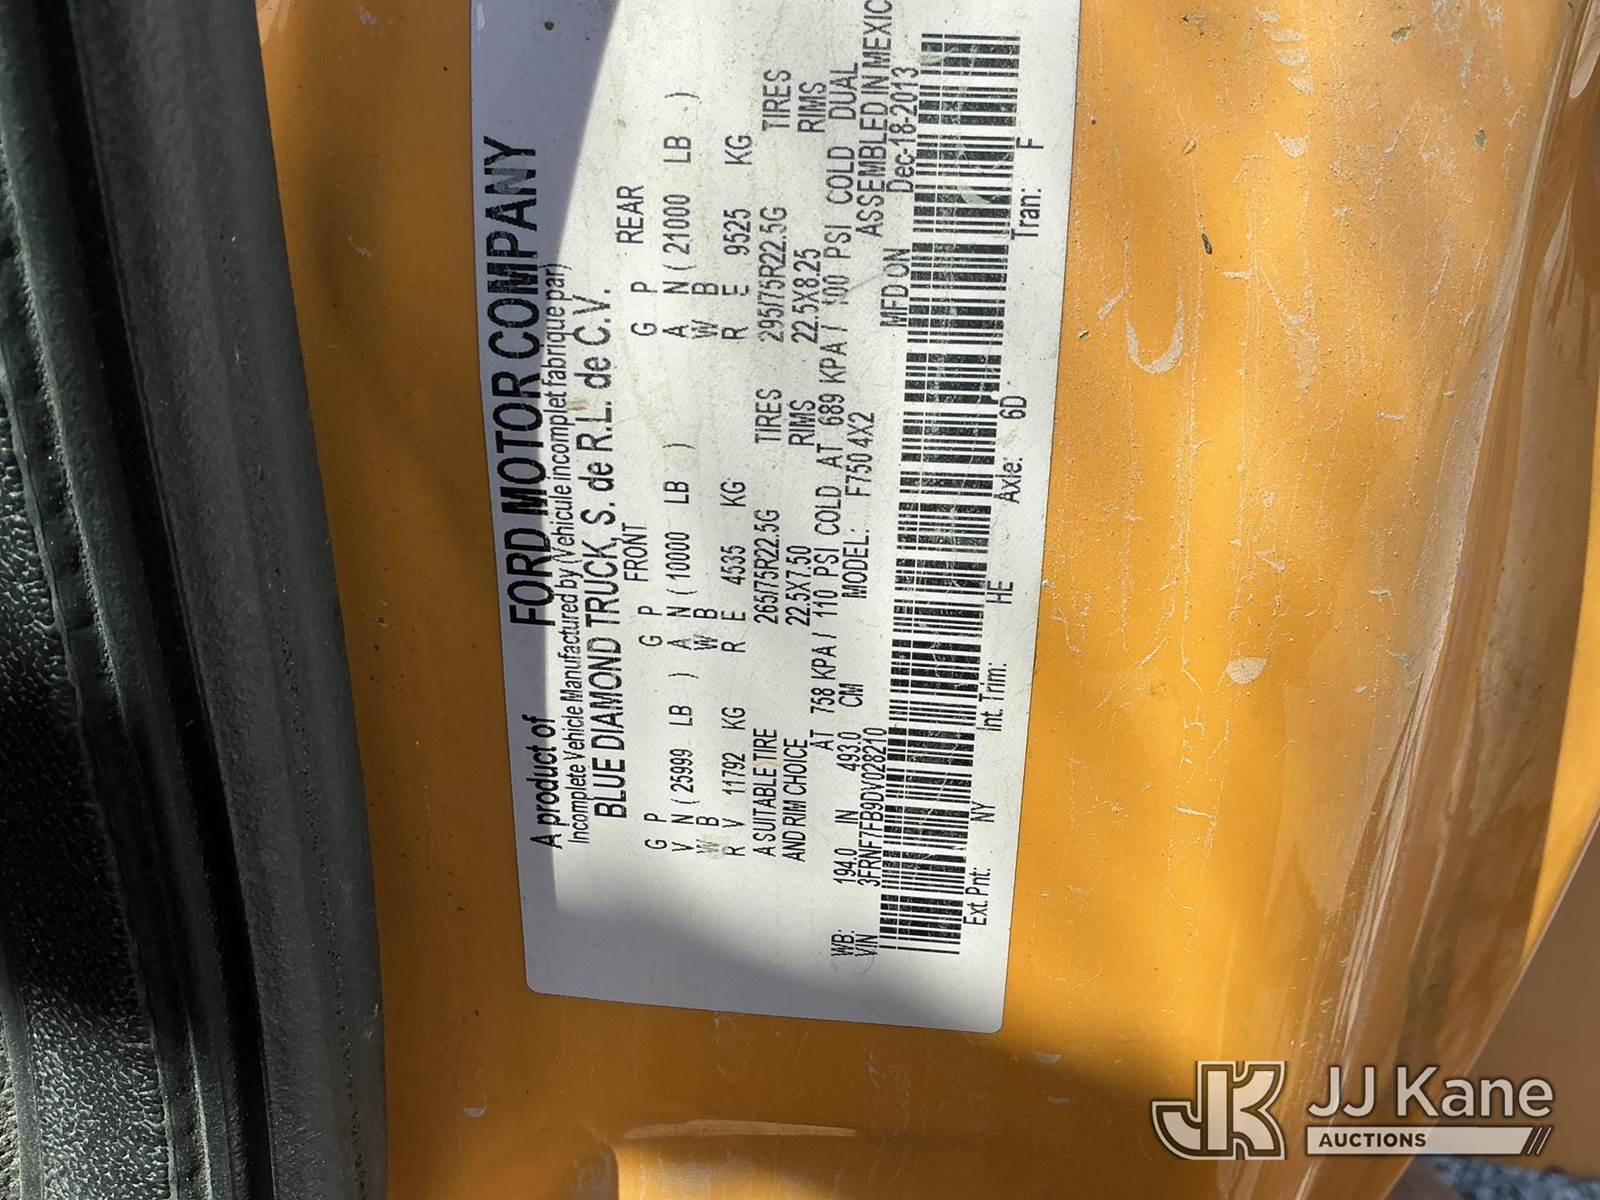 A product of FORD MOTOR COMPANY
Incomplete Vehicle Manufactured by (Vehicule incomplet fabrique par)
BLUE DIAMOND TRUCK, S. de R.L. de C.V.
FRONT REAR
G P G P G P
V N ( 25999 LB ) A N ( 10000 LB ) A N ( 21000 LB )
W B W B W B
R V 11792 KG R E 4535 KG R E 9525 KG
A SUITABLE TIRE 265/75R22.5G TIRES 295/75R22.5G TIRES
AND RIM CHOICE 22.5X7.50 RIMS 22.5X8.25 RIMS
AT 758 KPA / 110 PSI COLD AT 689 KPA / 100 PSI COLD DUAL
WB: 194.0 IN 493.0 CM MODEL: F750 4X2 ASSEMBLED IN MEXIC
VIN 3FRNF7FB9DV028210 MFD ON Dec-18-2013
Ext. Pnt: NY Int. Trim: HE Axle: 6D Tran: F
JK JJ Kane
AUCTIONS